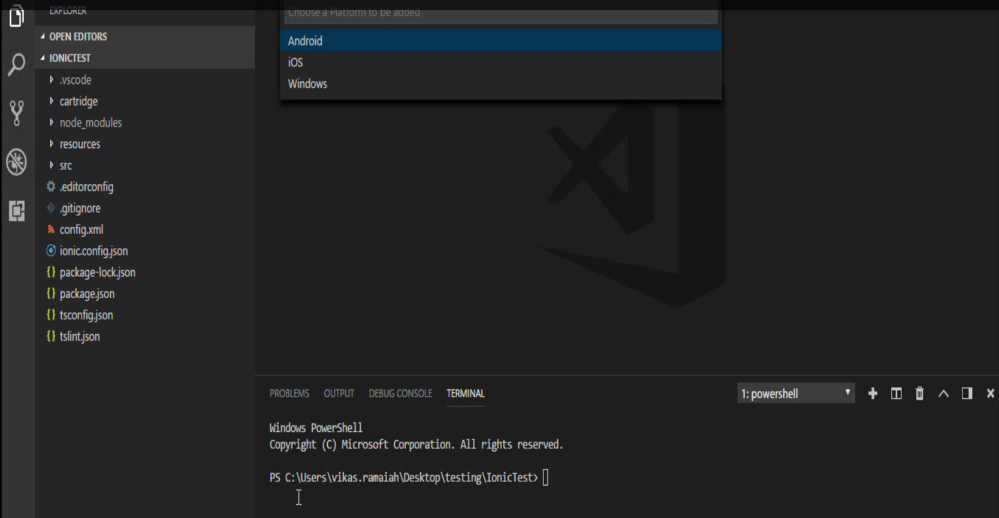 EXPLORER
OPEN EDITORS
IONICTEST
.vscode
cartridge
node_modules
resources
src
.editorconfig
.gitignore
config.xml
ionic.config.json
package-lock.json
package.json
tsconfig.json
tslint.json
Choose a Platform to be added
Android
iOS
Windows
PROBLEMS OUTPUT DEBUG CONSOLE TERMINAL 1: powershell
Windows PowerShell
Copyright (C) Microsoft Corporation. All rights reserved.
PS C:\Users\vikas.ramaiah\Desktop\testing\IonicTest>